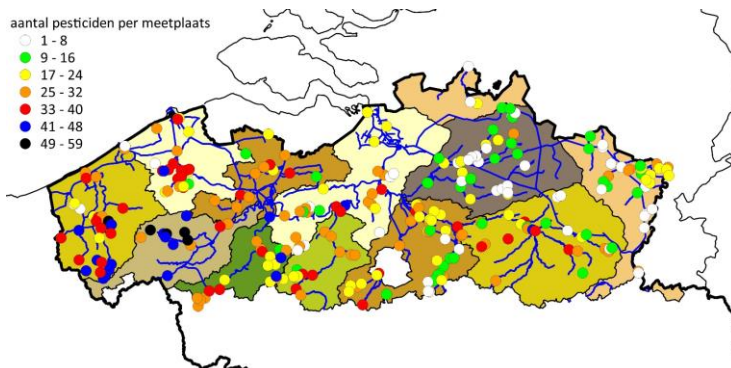 aantal pesticiden per meetplaats
1 - 8
9 - 16
17 - 24
25 - 32
33 - 40
41 - 48
49 - 59